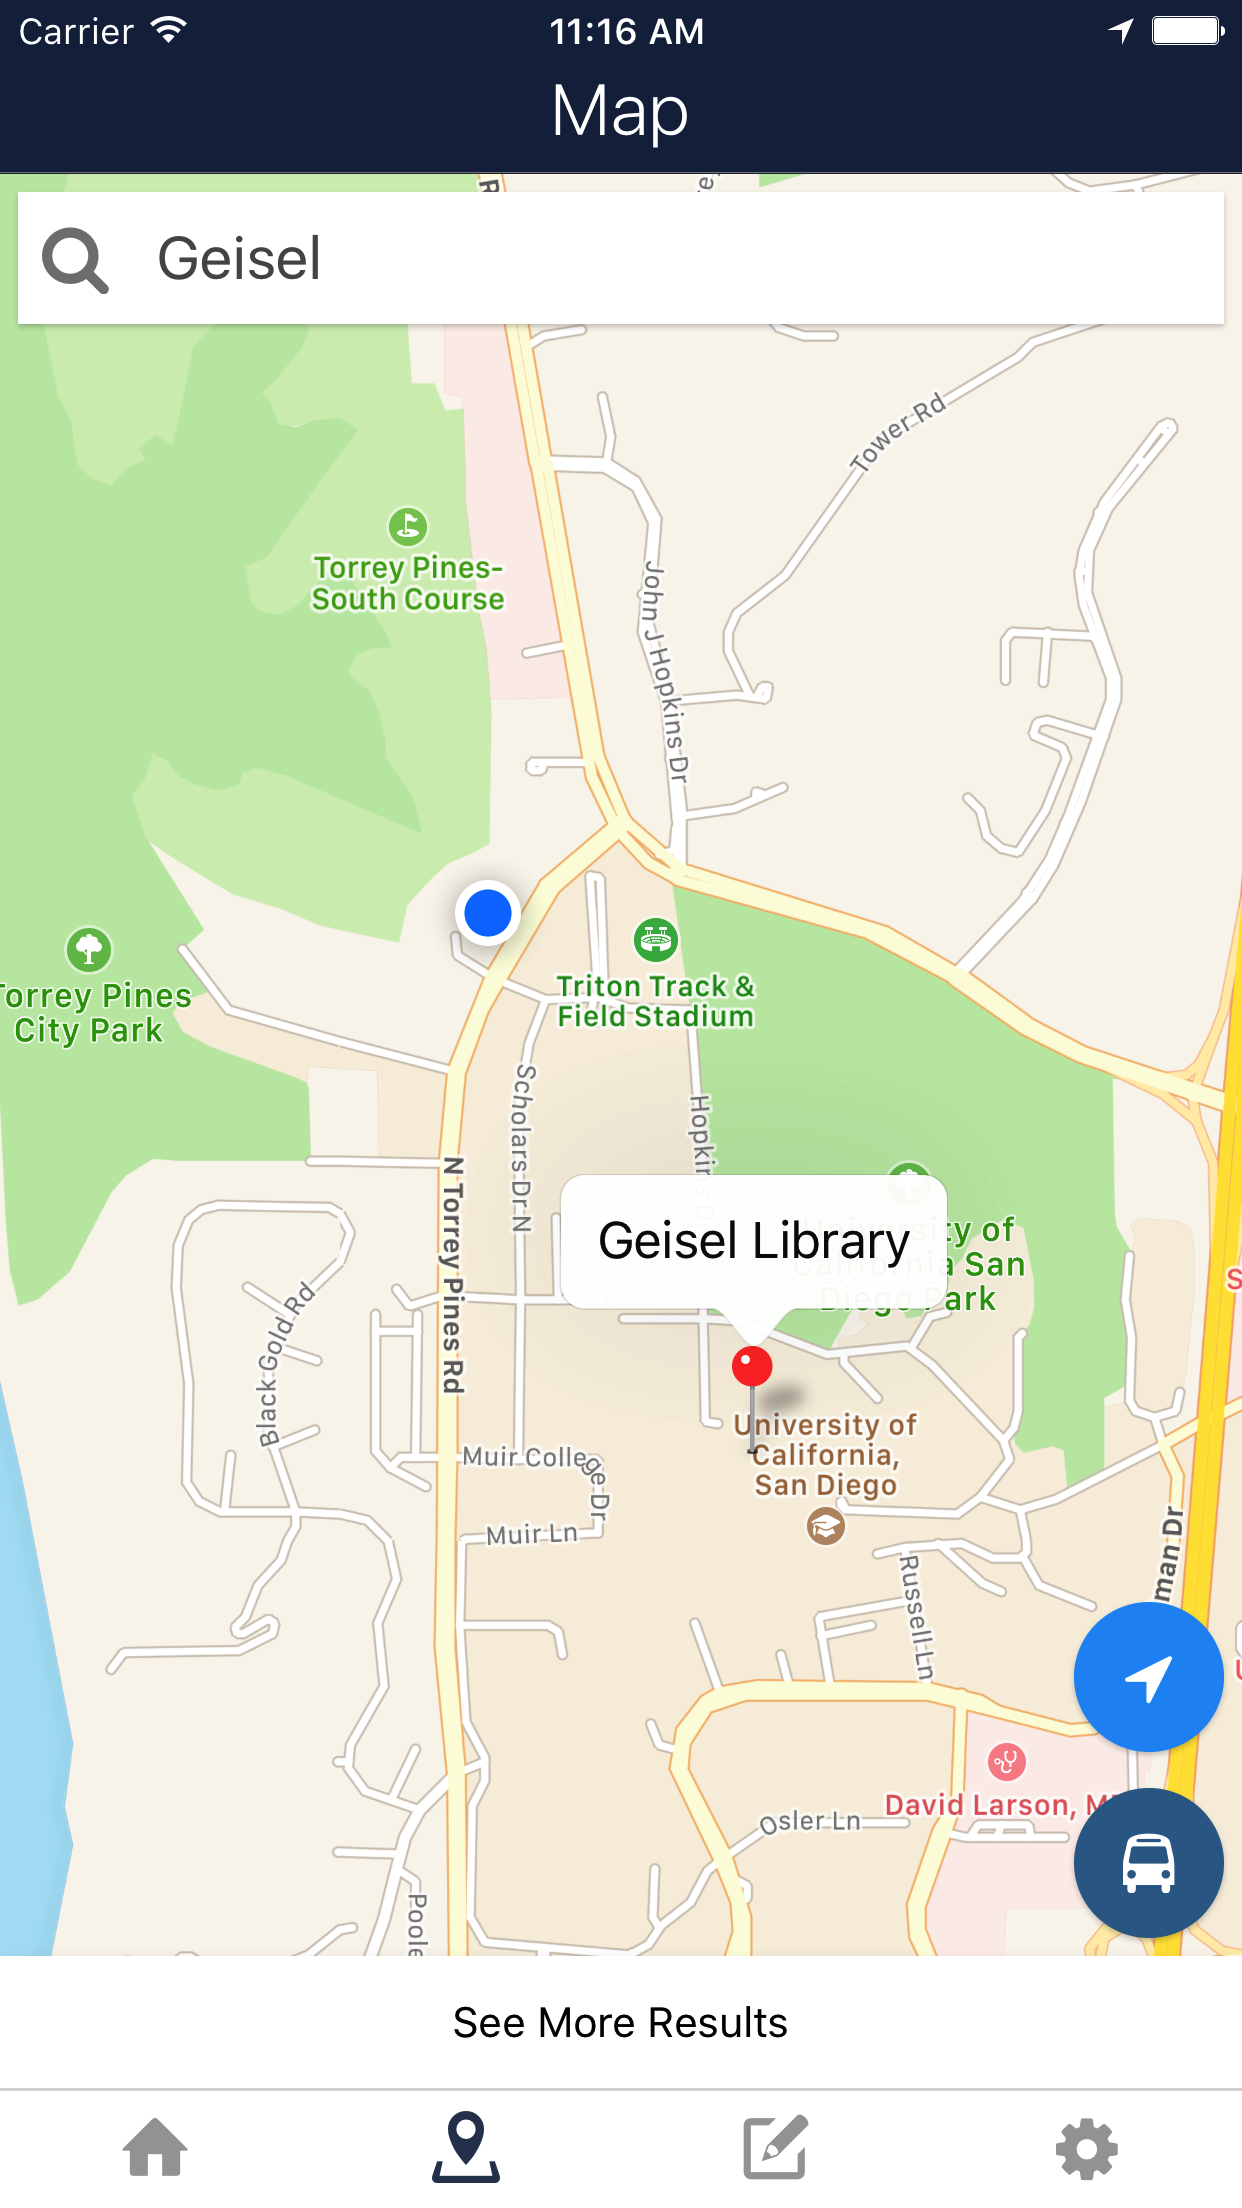 Carrier
11:16 AM
Map
Geisel
Tower Rd
Torrey Pines-
South Course
John J Hopkins Dr
Triton Track &
Field Stadium
Torrey Pines
City Park
Scholars Dr N
Hopkins D
N Torrey Pines Rd
Geisel Library
University of
California San
Diego Park
Black Gold Rd
University of
California,
San Diego
Muir College Dr
Muir Ln
Russell Ln
man Dr
David Larson, M
Osler Ln
Poole
See More Results